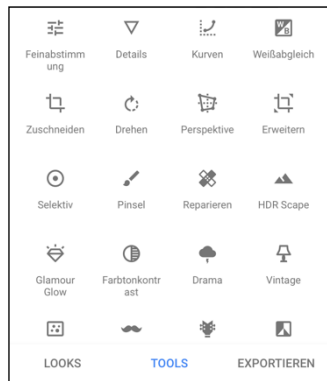 W
B
Feinabstimm
ung
Details
Kurven
Weißabgleich
Zuschneiden
Drehen
Perspektive
Erweitern
Selektiv
Pinsel
Reparieren
HDR Scape
Glamour
Glow
Farbtonkontr
ast
Drama
Vintage
LOOKS
TOOLS
EXPORTIEREN